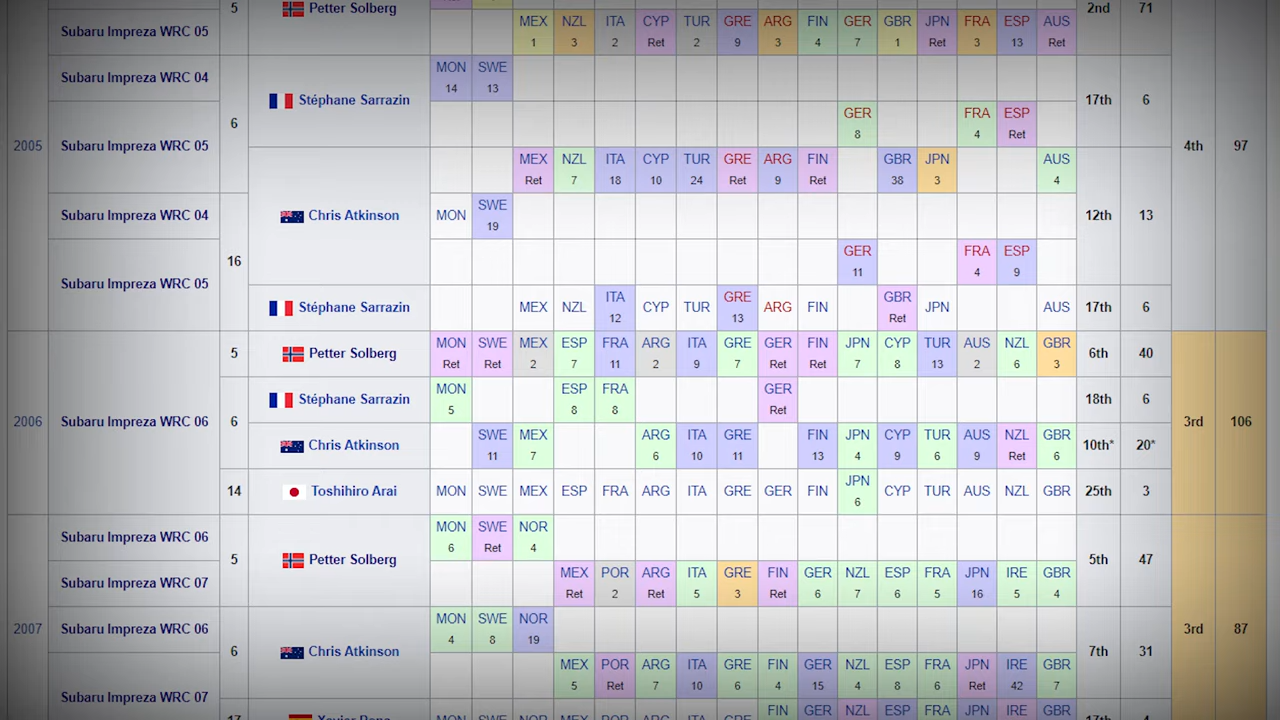 5 Petter Solberg 2nd 71
Subaru Impreza WRC 05 MEX NZL ITA CYP TUR GRE ARG FIN GER GBR JPN FRA ESP AUS
1 3 2 Ret 2 9 3 4 7 1 Ret 3 13 Ret
Subaru Impreza WRC 04 MON SWE
14 13
Stéphane Sarrazin 17th 6
6
GER FRA ESP
8 4 Ret
2005 Subaru Impreza WRC 05 4th 97
MEX NZL ITA CYP TUR GRE ARG FIN GBR JPN AUS
Ret 7 18 10 24 Ret 9 Ret 38 3 4
Subaru Impreza WRC 04 Chris Atkinson MON SWE 12th 13
19
16
GER FRA ESP
11 4 9
Subaru Impreza WRC 05
Stéphane Sarrazin MEX NZL ITA CYP TUR GRE ARG FIN GBR JPN AUS 17th 6
12 13 Ret
5 Petter Solberg MON SWE MEX ESP FRA ARG ITA GRE GER FIN JPN CYP TUR AUS NZL GBR 6th 40
Ret Ret 2 7 11 2 9 7 Ret Ret 7 8 13 2 6 3
Stéphane Sarrazin MON ESP FRA GER 18th 6
5 8 8 Ret
2006 Subaru Impreza WRC 06 6 3rd 106
Chris Atkinson SWE MEX ARG ITA GRE FIN JPN CYP TUR AUS NZL GBR 10th* 20*
11 7 6 10 11 13 4 9 6 9 Ret 6
14 Toshihiro Arai MON SWE MEX ESP FRA ARG ITA GRE GER FIN JPN CYP TUR AUS NZL GBR 25th 3
6
Subaru Impreza WRC 06 MON SWE NOR
6 Ret 4
5 Petter Solberg 5th 47
Subaru Impreza WRC 07 MEX POR ARG ITA GRE FIN GER NZL ESP FRA JPN IRE GBR
Ret 2 Ret 5 3 Ret 6 7 6 5 16 5 4
2007 Subaru Impreza WRC 06 MON SWE NOR 3rd 87
4 8 19
6 Chris Atkinson 7th 31
MEX POR ARG ITA GRE FIN GER NZL ESP FRA JPN IRE GBR
5 Ret 7 10 6 4 15 4 8 6 Ret 42 7
Subaru Impreza WRC 07
FIN GER NZL ESP FRA JPN IRE GBR